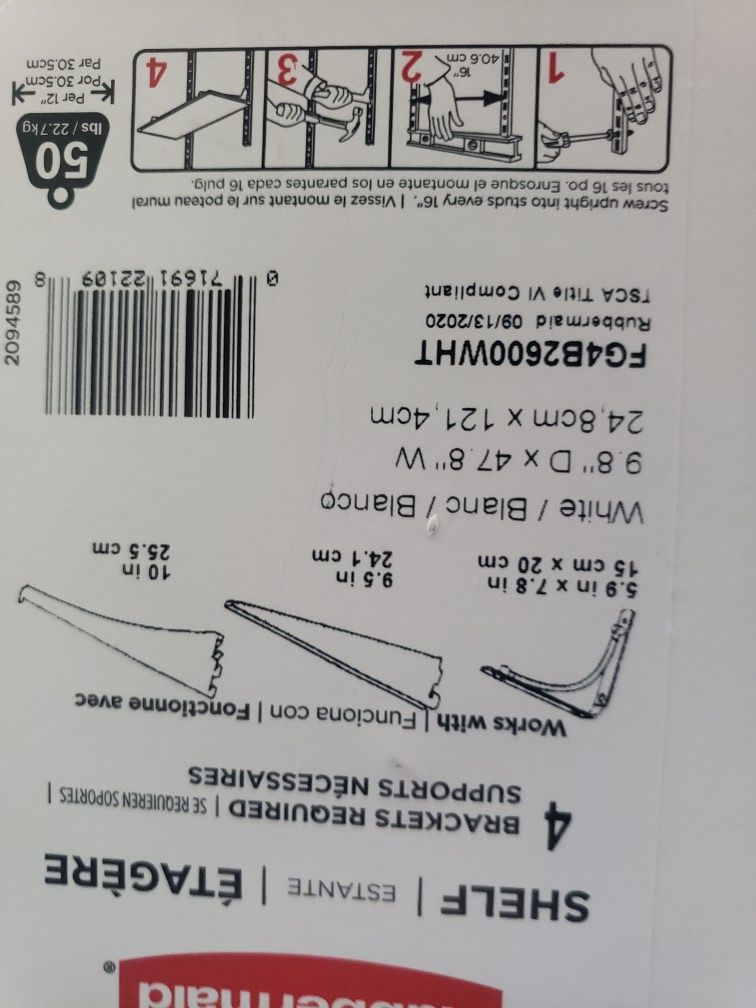 bbermaid ®
SHELF | ESTANTE | ÉTAGÈRE
4 BRACKETS REQUIRED | SE REQUIEREN SOPORTES |
SUPPORTS NÉCESSAIRES
Works with | Funciona con | Fonctionne avec
5.9 in x 7.8 in
15 cm x 20 cm
9.5 in
24.1 cm
10 in
25.5 cm
White / Blanc / Blanco
9.8" D x 47.8" W
24,8cm x 121,4cm
FG4B2600WHT
Rubbermaid 09/13/2020
TSCA Title VI Compliant
0 71691 22109 8
2094589
Screw upright into studs every 16". | Vissez le montant sur le poteau mural
tous les 16 po. Enrosque el montante en los parantes cada 16 pulg.
1
2
16"
40.6 cm
3
4
50
lbs / 22.7kg
Per 12"
Por 30.5cm
Par 30.5cm